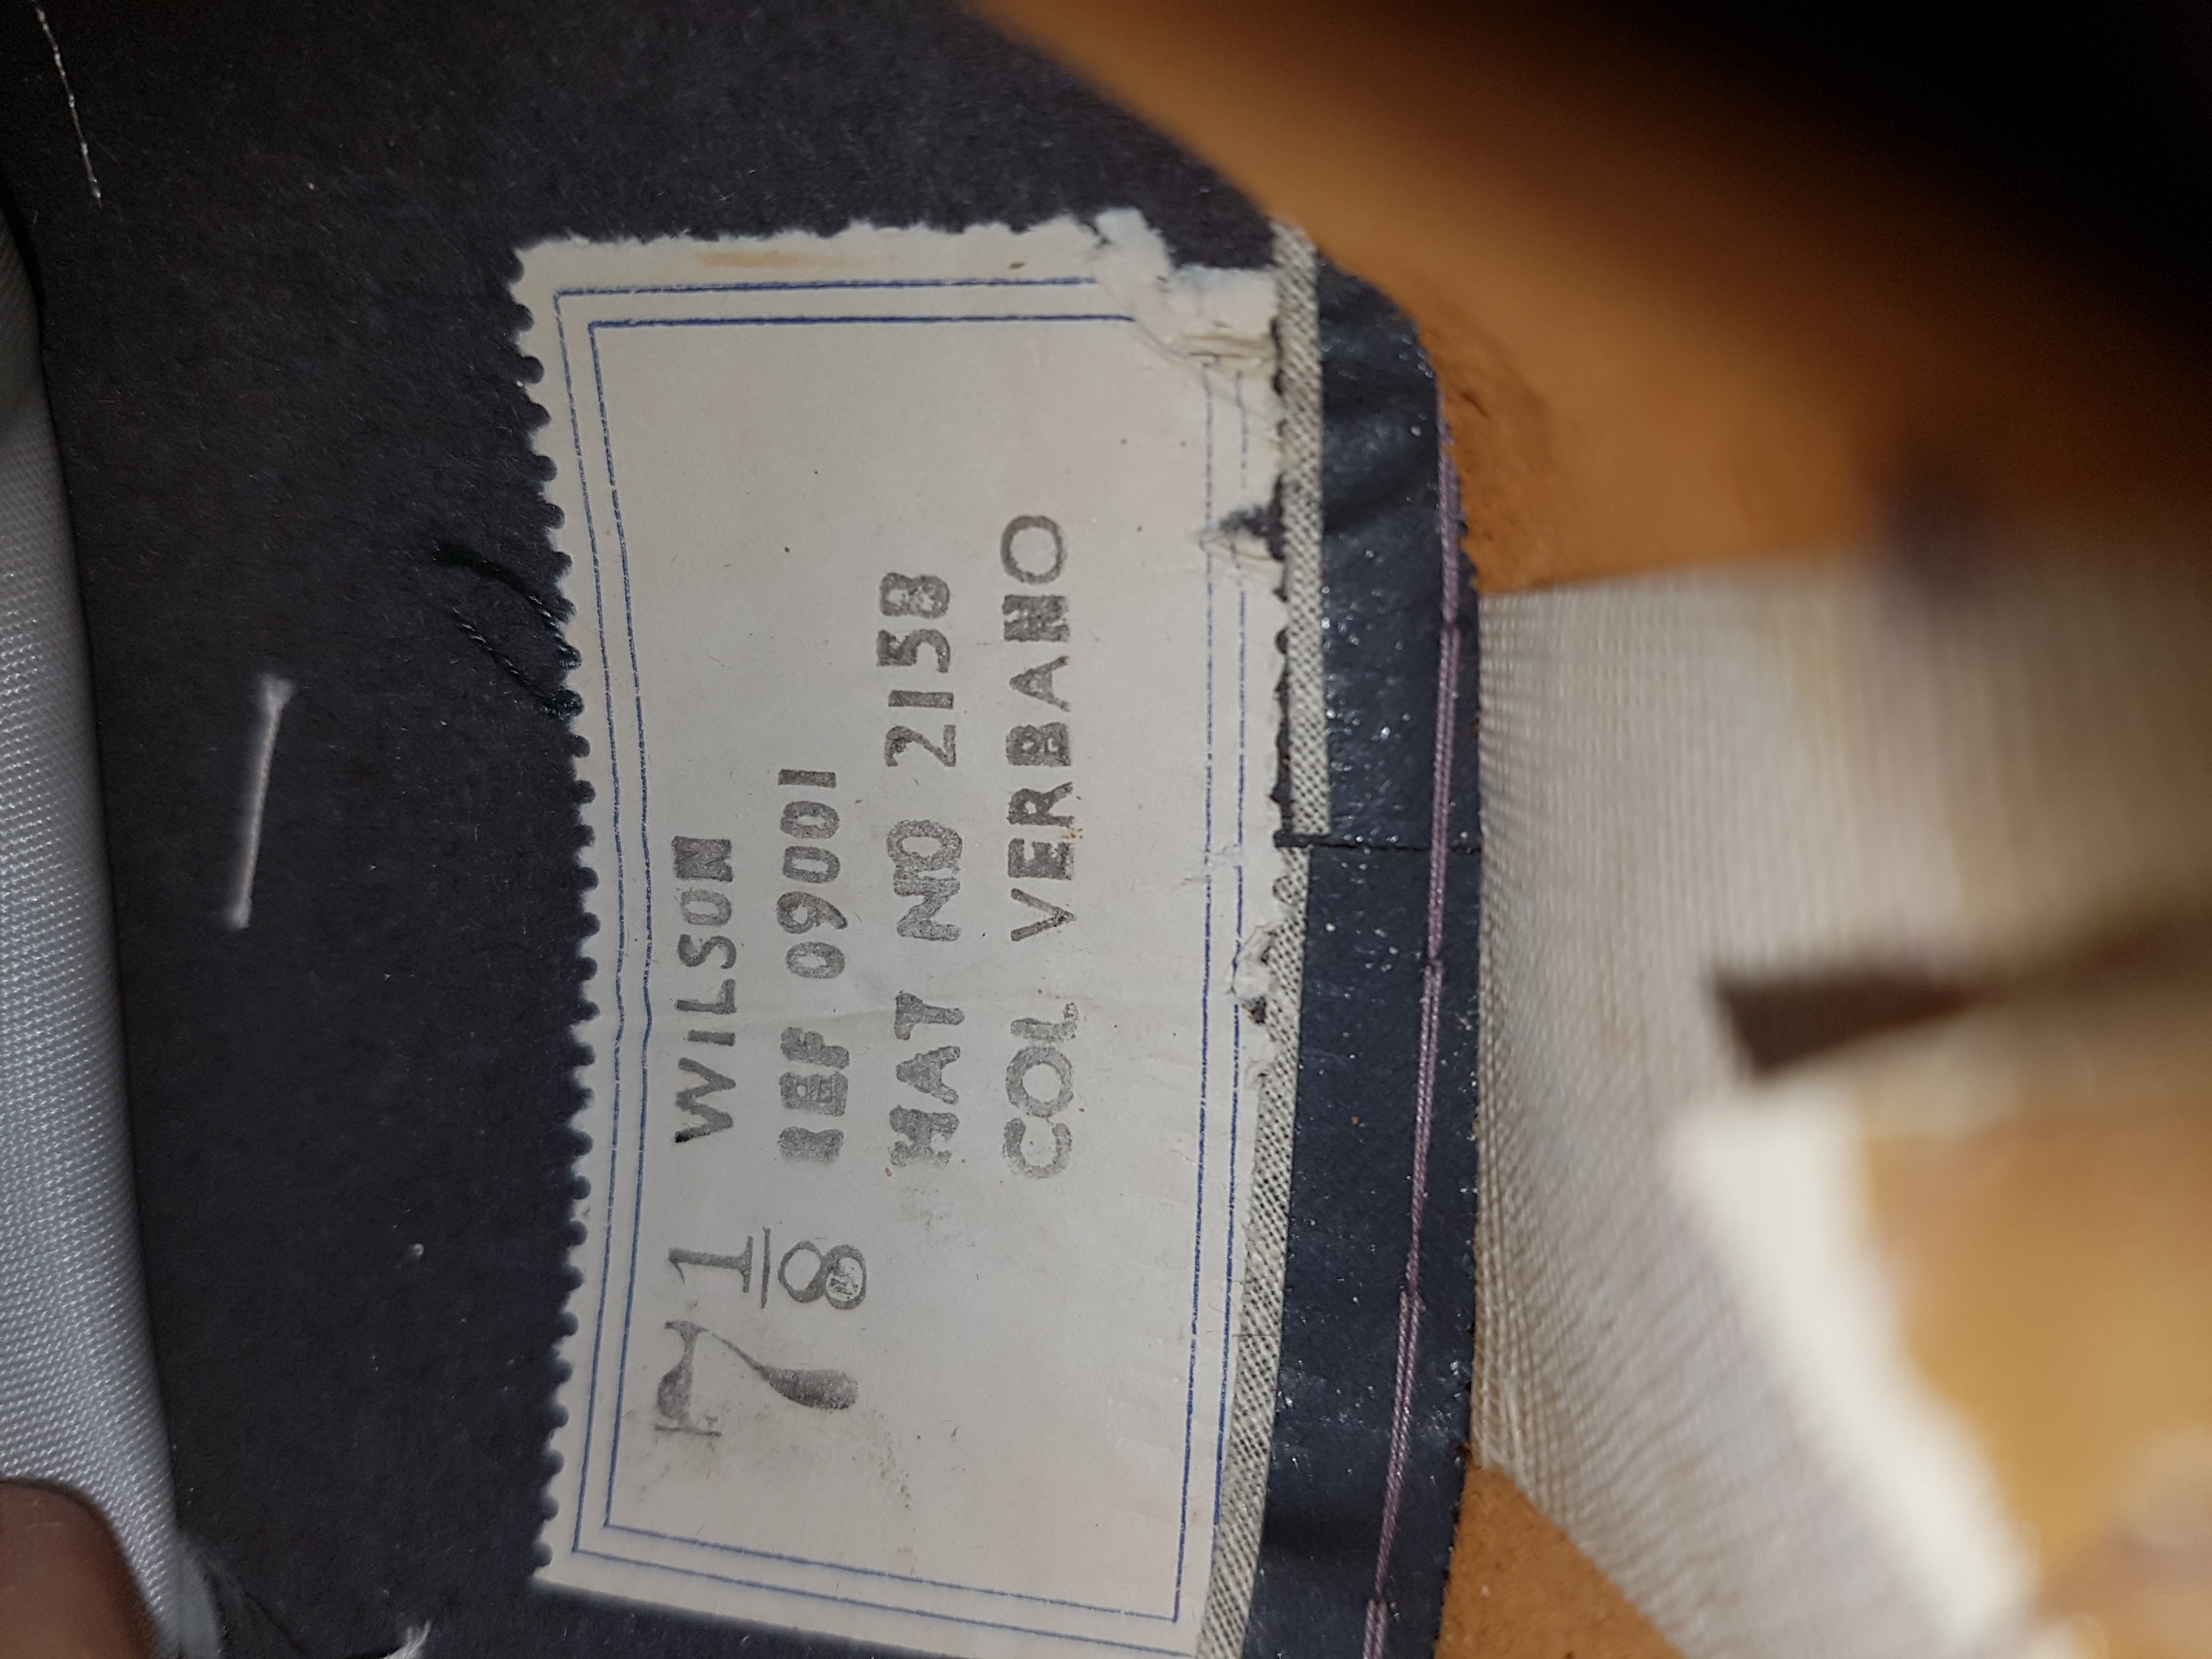 7 1/8
WILSON
REF 09001
MAT NO 2158
COL VERBANO